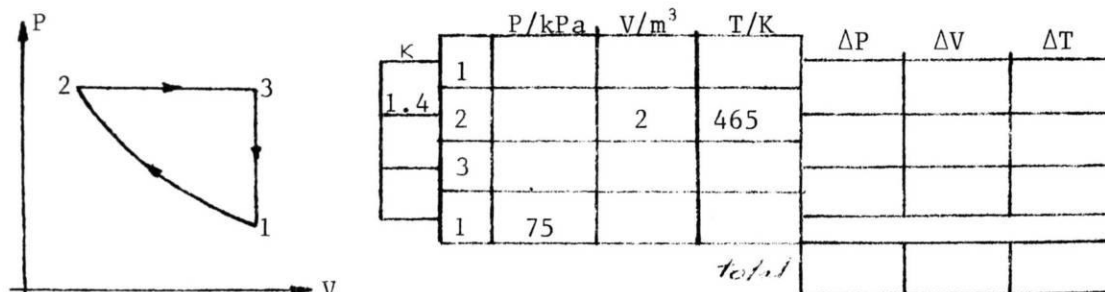 P
2
3
1
V
P/kPa V/m³ T/K
ΔP ΔV ΔT
K
1
1.4
2 2 465
3
1 75
total